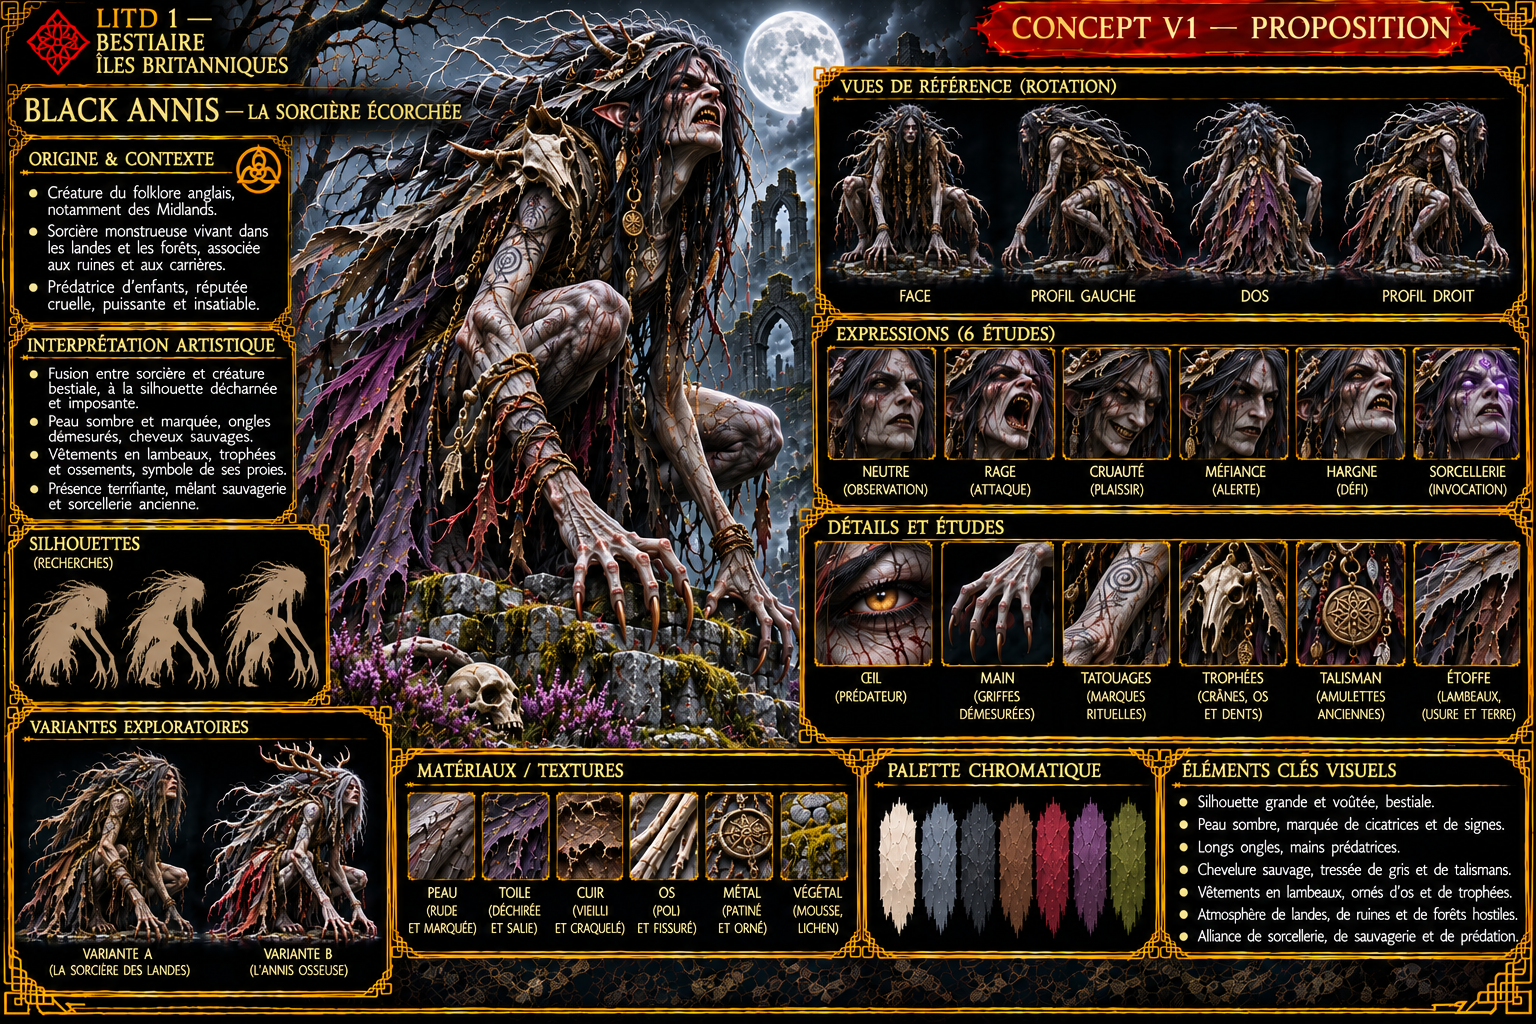 LITD 1 —
BESTIAIRE
ÎLES BRITANNIQUES
CONCEPT V1 — PROPOSITION
BLACK ANNIS — LA SORCIÈRE ÉCORCHÉE
ORIGINE & CONTEXTE
Créature du folklore anglais,
notamment des Midlands.
Sorcière monstrueuse vivant dans
les landes et les forêts, associée
aux ruines et aux carrières.
Prédatrice d'enfants, réputée
cruelle, puissante et insatiable.
INTERPRÉTATION ARTISTIQUE
Fusion entre sorcière et créature
bestiale, à la silhouette décharnée
et imposante.
Peau sombre et marquée, ongles
démesurés, cheveux sauvages.
Vêtements en lambeaux, trophées
et ossements, symbole de ses proies.
Présence terrifiante, mêlant sauvagerie
et sorcellerie ancienne.
SILHOUETTES
(RECHERCHES)
VARIANTES EXPLORATOIRES
VARIANTE A
(LA SORCIÈRE DES LANDES)
VARIANTE B
(L'ANNIS OSSEUSE)
VUES DE RÉFÉRENCE (ROTATION)
FACE
PROFIL GAUCHE
DOS
PROFIL DROIT
EXPRESSIONS (6 ÉTUDES)
NEUTRE
(OBSERVATION)
RAGE
(ATTAQUE)
CRUAUTÉ
(PLAISSIR)
MÉFIANCE
(ALERTE)
HARGNE
(DÉFI)
SORCELLERIE
(INVOCATION)
DÉTAILS ET ÉTUDES
ŒIL
(PRÉDATEUR)
MAIN
(GRIFFES
DÉMESURÉES)
TATOUAGES
(MARQUES
RITUELLES)
TROPHÉES
(CRÂNES, OS
ET DENTS)
TALISMAN
(AMULETTES
ANCIENNES)
ÉTOFFE
(LAMBEAUX,
(USURE ET TERRE)
MATÉRIAUX / TEXTURES
PEAU
(RUDE
ET MARQUÉE)
TOILE
(DÉCHIRÉE
ET SALIE)
CUIR
(VIEILLI
ET CRAQUELÉ)
OS
(POLI
ET FISSURÉ)
MÉTAL
(PATINÉ
ET ORNÉ)
VÉGÉTAL
(MOUSSE,
LICHEN)
PALETTE CHROMATIQUE
ÉLÉMENTS CLÉS VISUELS
Silhouette grande et voûtée, bestiale.
Peau sombre, marquée de cicatrices et de signes.
Longs ongles, mains prédatrices.
Chevelure sauvage, tressée de gris et de talismans.
Vêtements en lambeaux, ornés d'os et de trophées.
Atmosphère de landes, de ruines et de forêts hostiles.
Alliance de sorcellerie, de sauvagerie et de prédation.